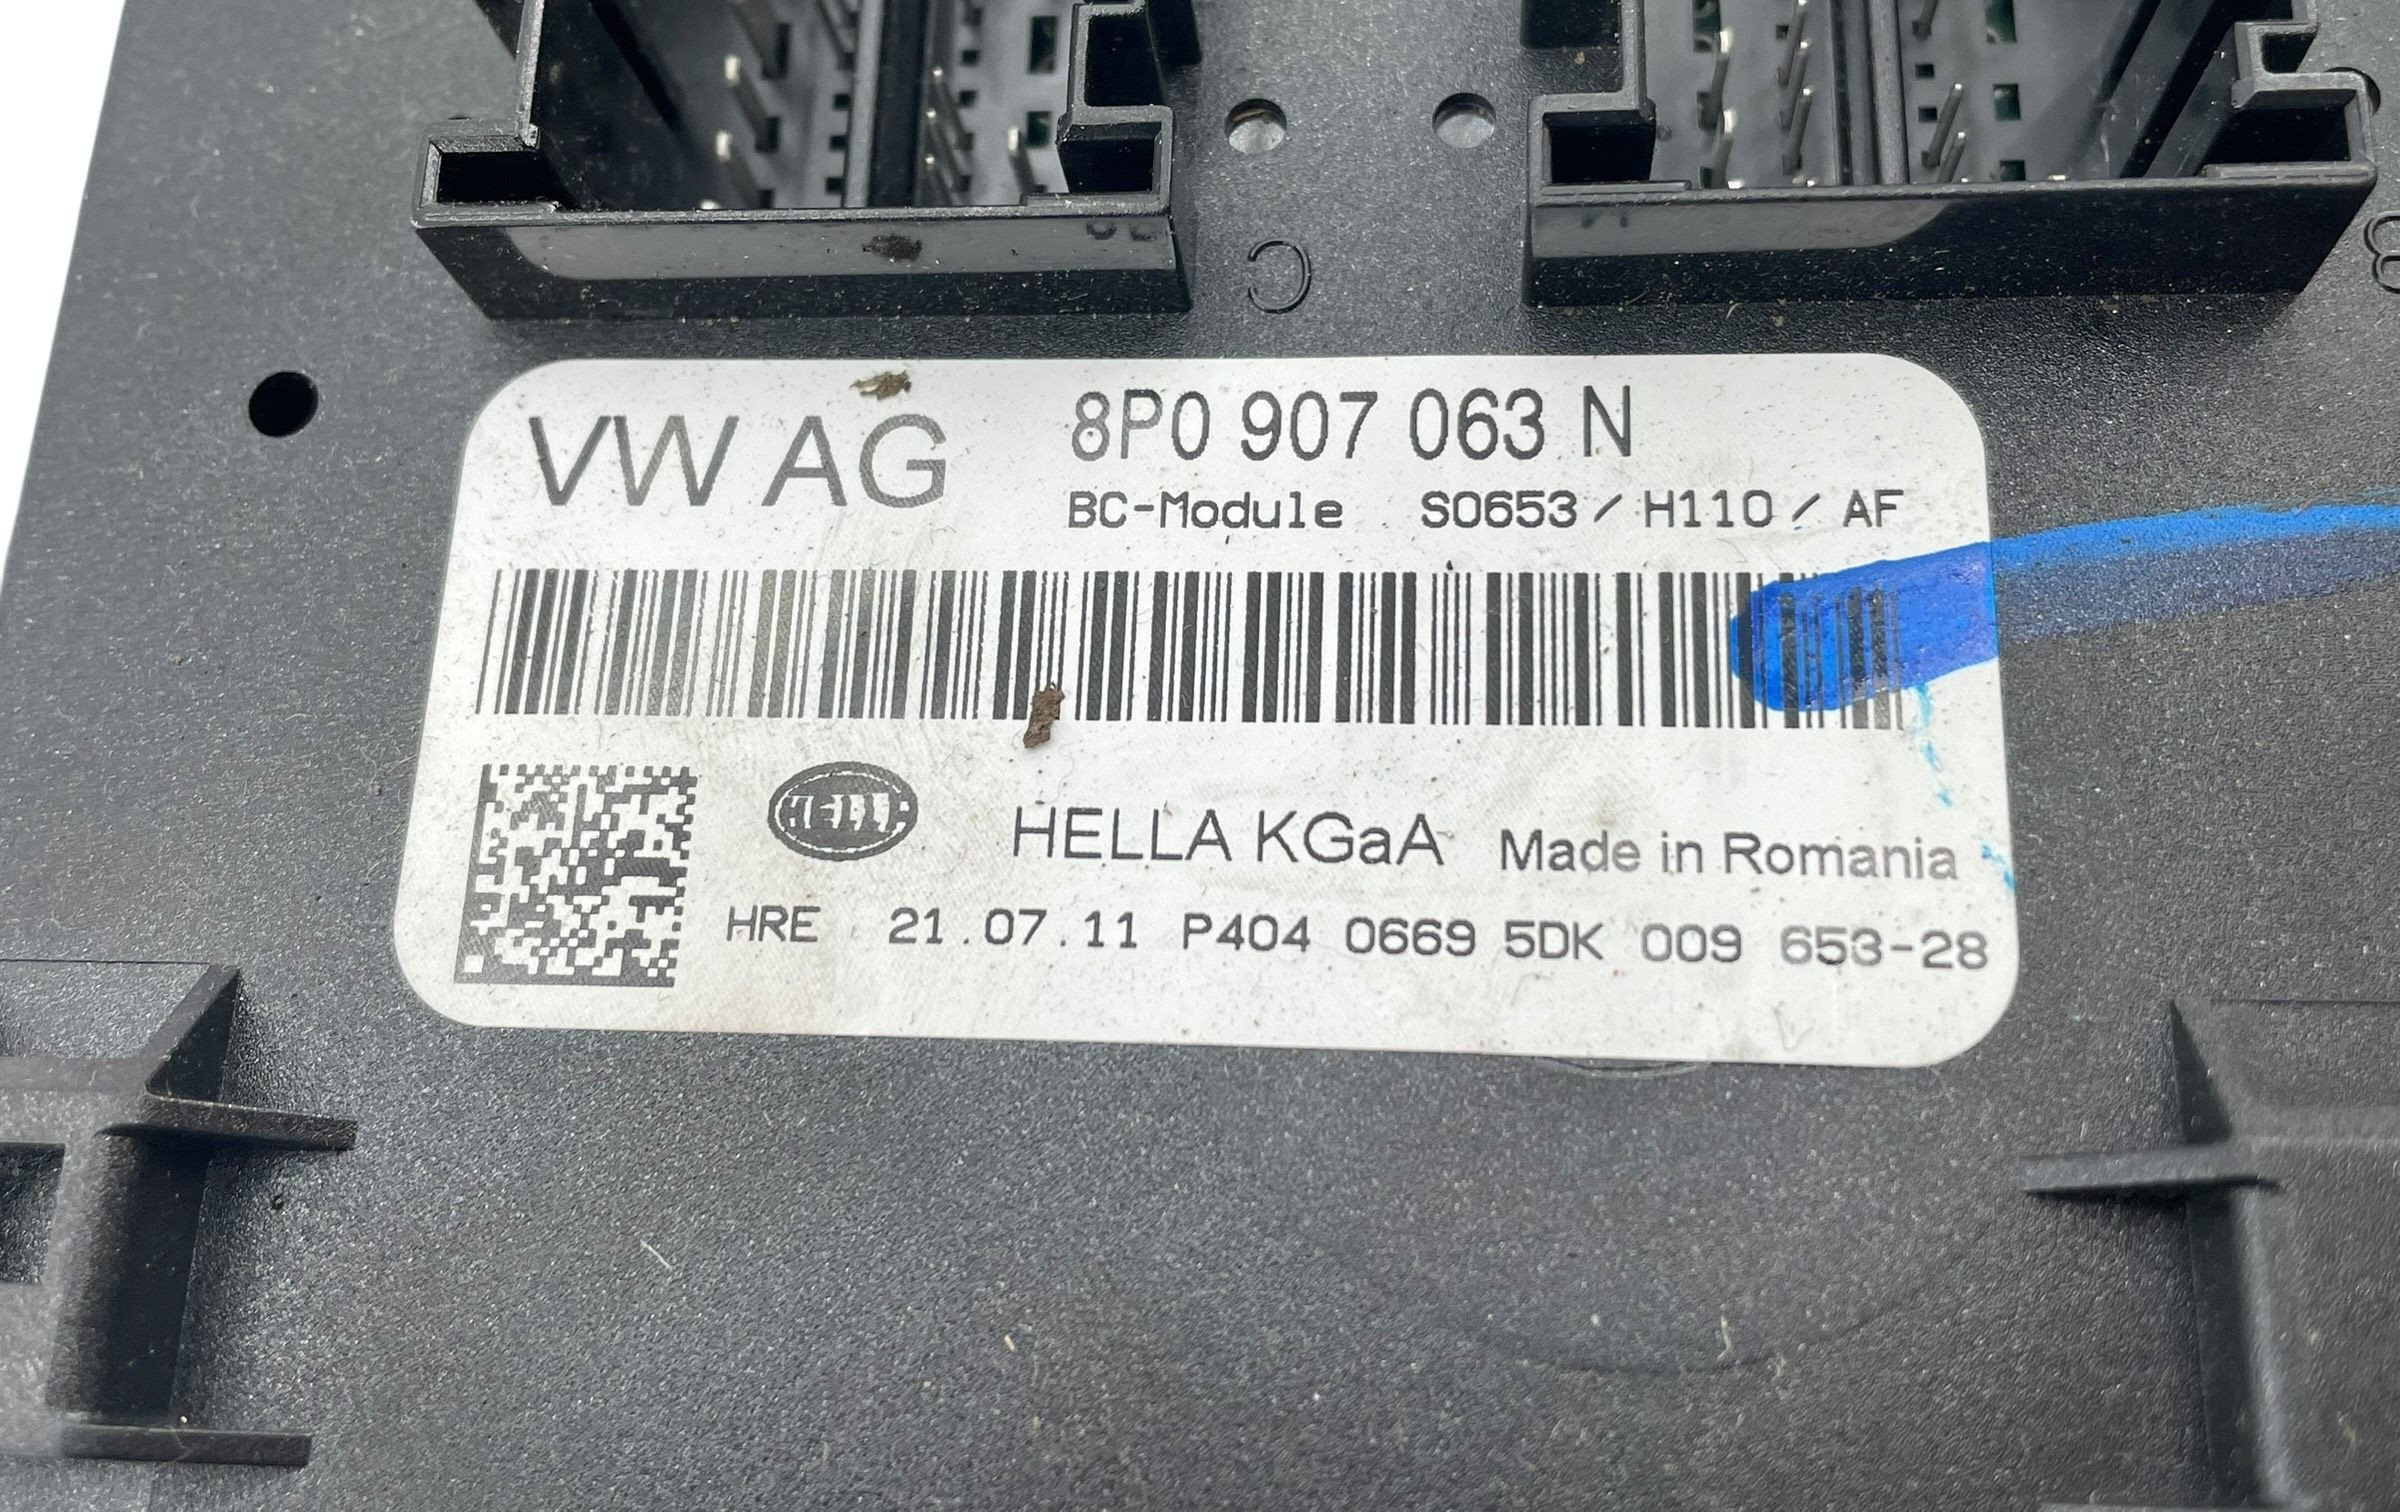 C
B
VW AG 8P0 907 063 N
BC-Module S0653 / H110 / AF
HELLA HELLA KGaA Made in Romania
HRE 21.07.11 P404 0669 5DK 009 653-28